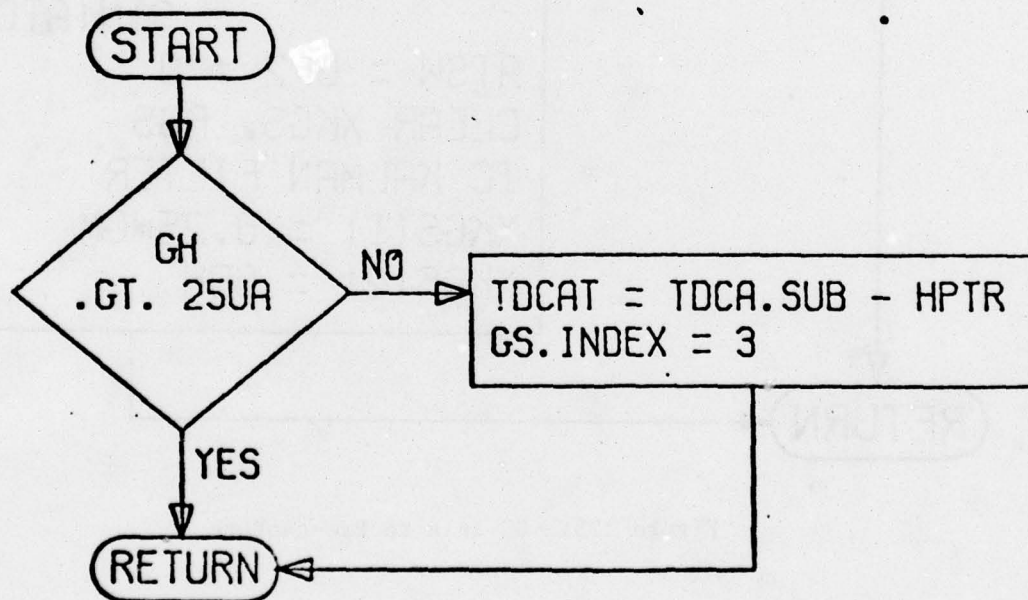 START
GH
.GT. 25UA
NO
TDCAT = TDCA.SUB - HPTR
GS.INDEX = 3
YES
RETURN